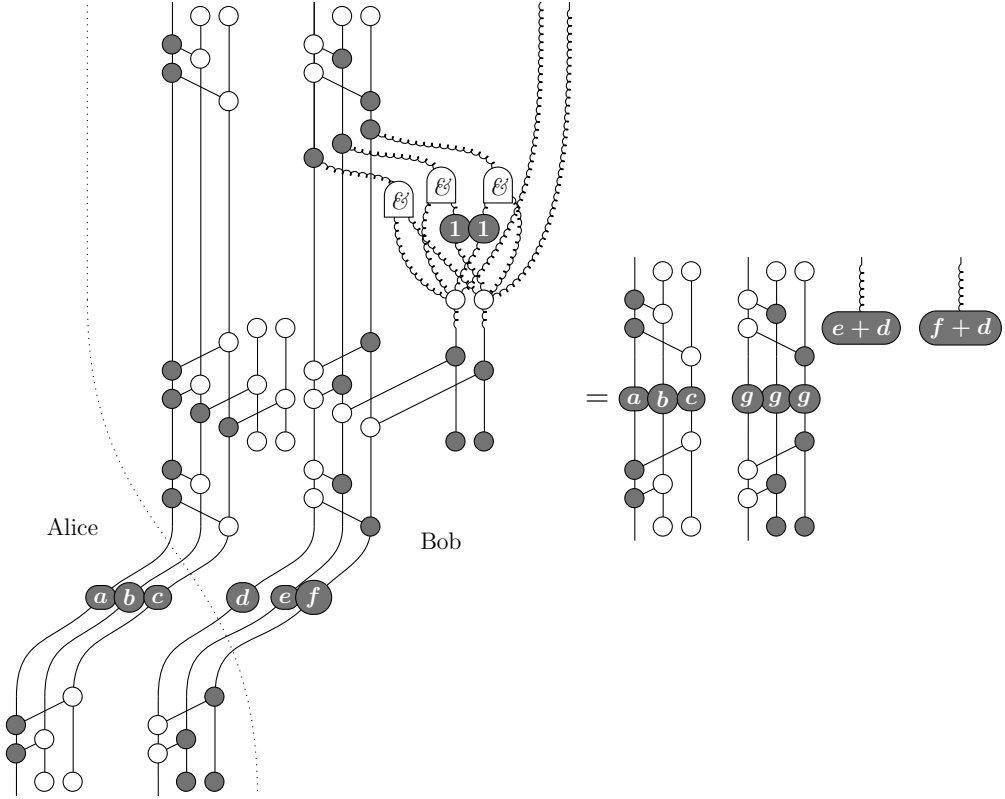 & & &
1 1
e + d f + d
= a b c g g g
Alice
Bob
a b c d e f